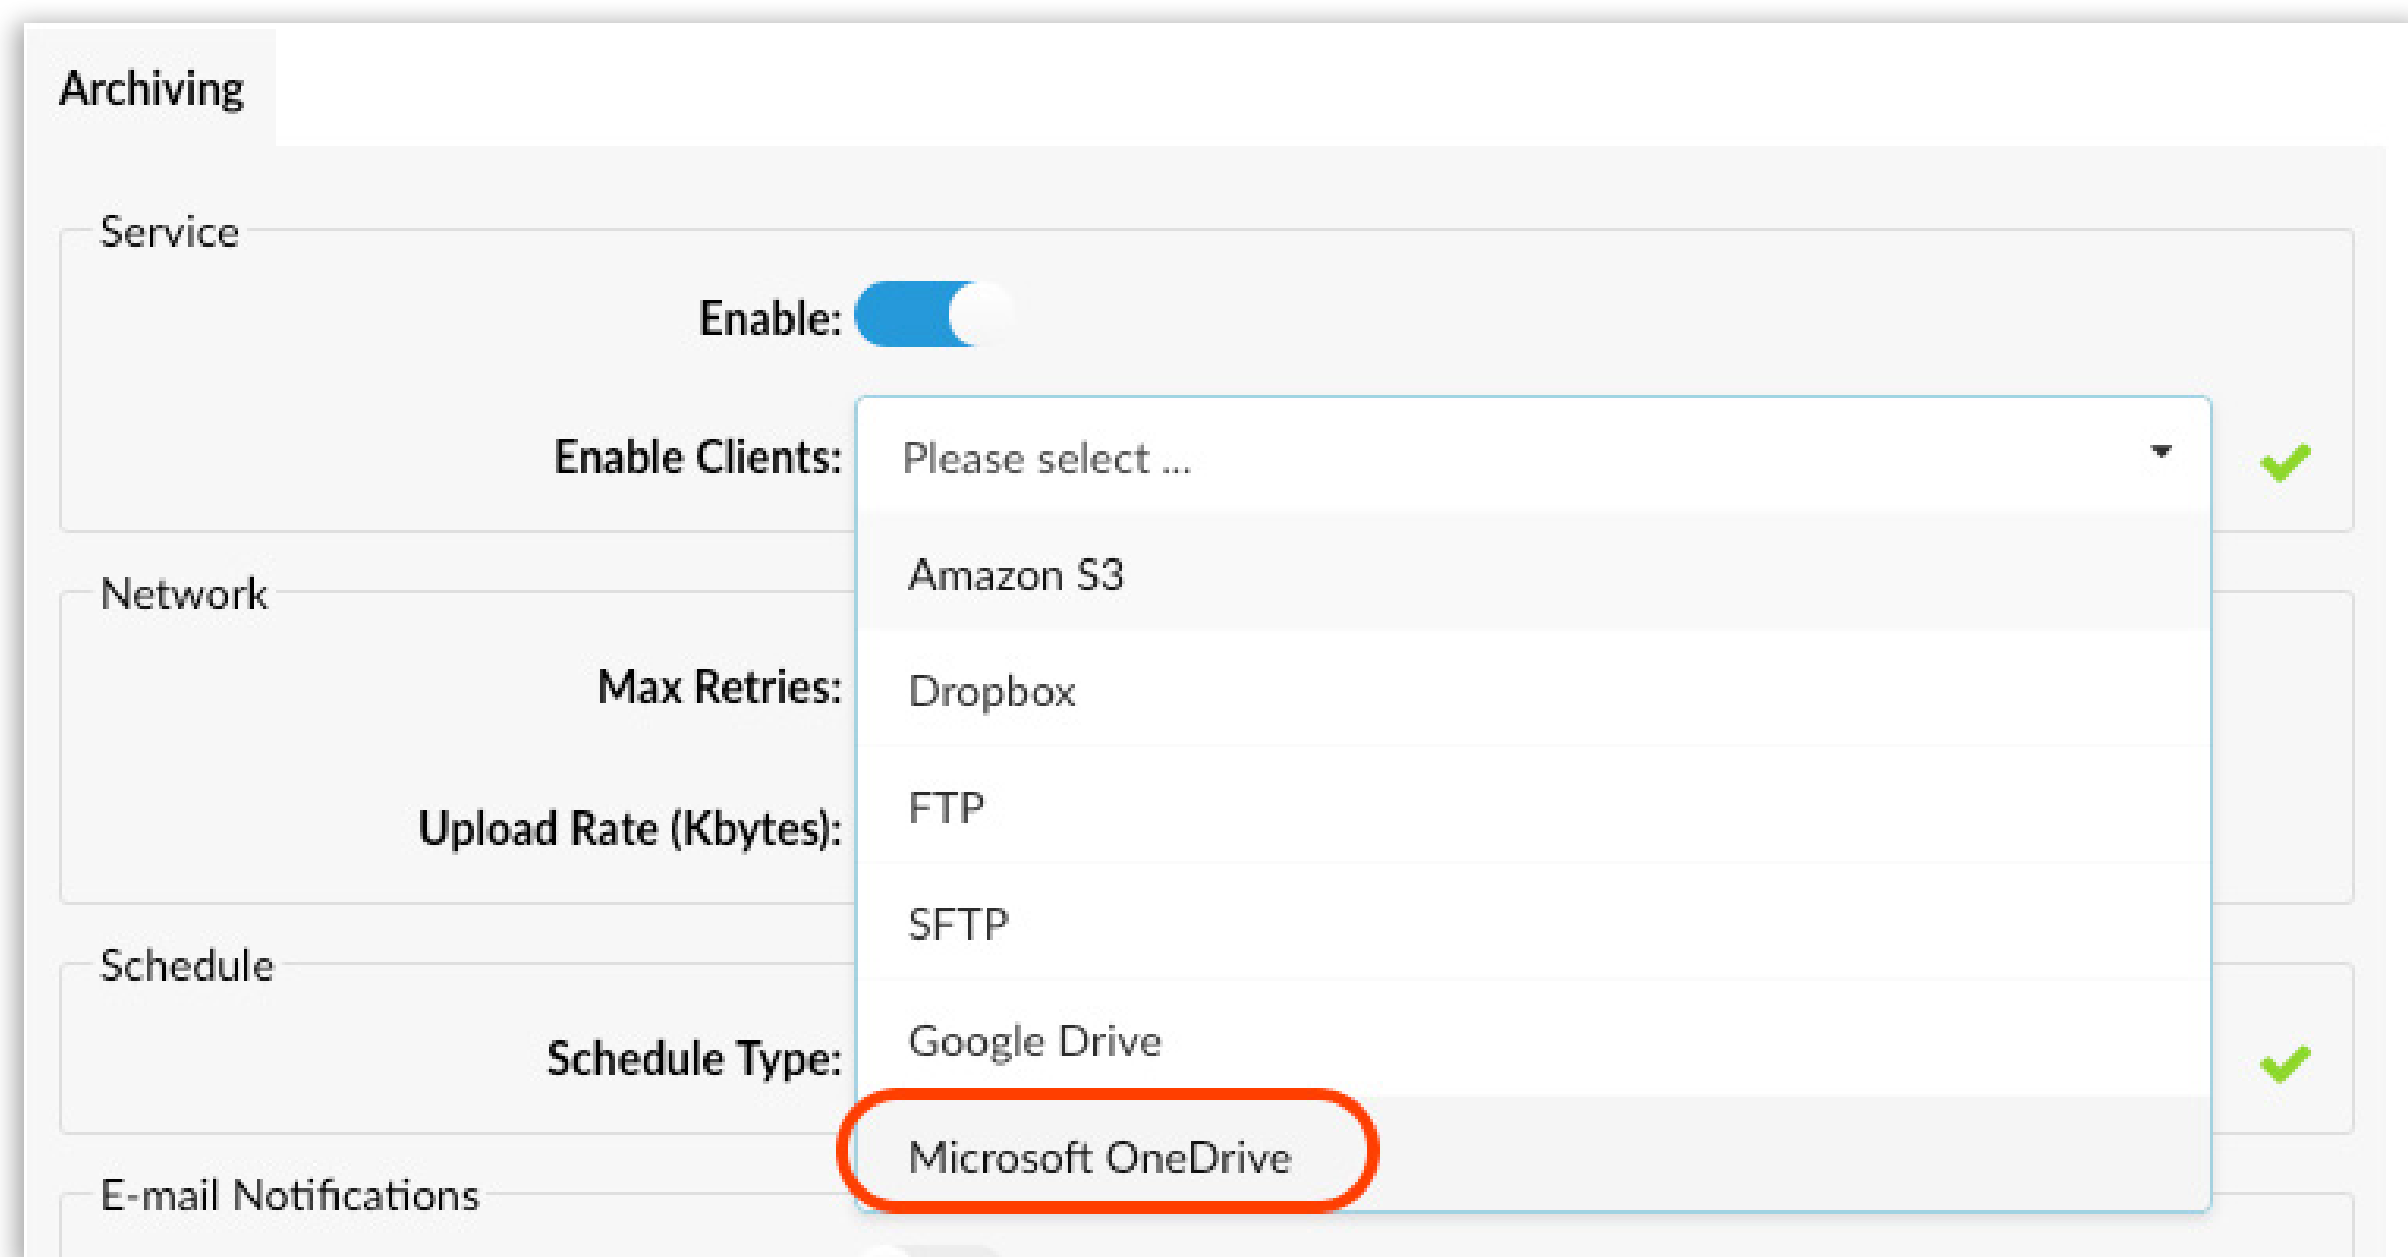 Archiving
Service
Enable:
Enable Clients:
Please select ...
Amazon S3
Network
Max Retries:
Dropbox
Upload Rate (Kbytes):
FTP
SFTP
Schedule
Schedule Type:
Google Drive
Microsoft OneDrive
E-mail Notifications